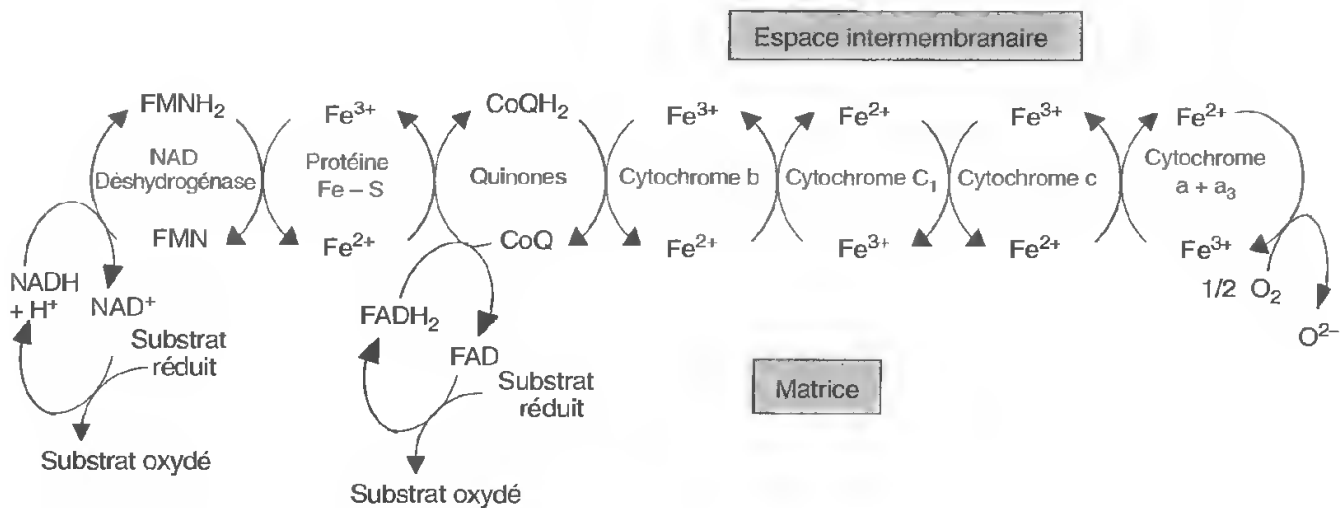 Espace intermembranaire
FMNH₂
Fe³⁺
CoQH₂
Fe³⁺
Fe²⁺
Fe³⁺
Fe²⁺
NAD
Déshydrogénase
Protéine
Fe – S
Quinones
Cytochrome b
Cytochrome C₁
Cytochrome c
Cytochrome
a + a₃
FMN
Fe²⁺
CoQ
Fe²⁺
Fe³⁺
Fe²⁺
Fe³⁺
NADH
+ H⁺
NAD⁺
1/2 O₂
O²⁻
FADH₂
FAD
Substrat
réduit
Substrat
réduit
Matrice
Substrat oxydé
Substrat oxydé